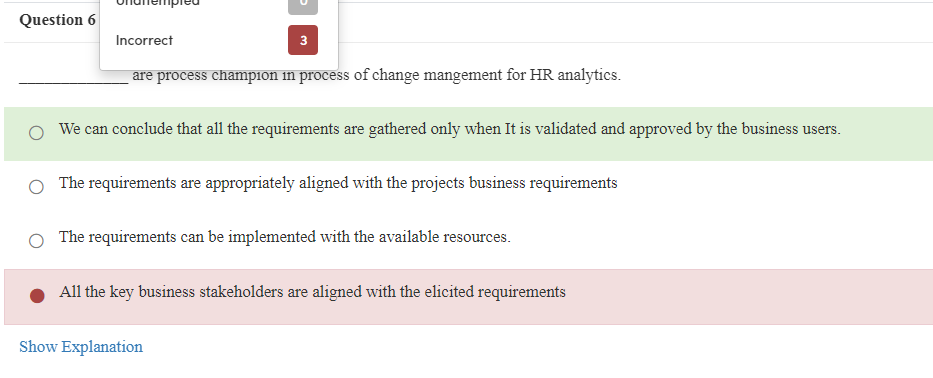 Unattempted 0
Question 6
Incorrect 3
_____________ are process champion in process of change mangement for HR analytics.
We can conclude that all the requirements are gathered only when It is validated and approved by the business users.
The requirements are appropriately aligned with the projects business requirements
The requirements can be implemented with the available resources.
All the key business stakeholders are aligned with the elicited requirements
Show Explanation